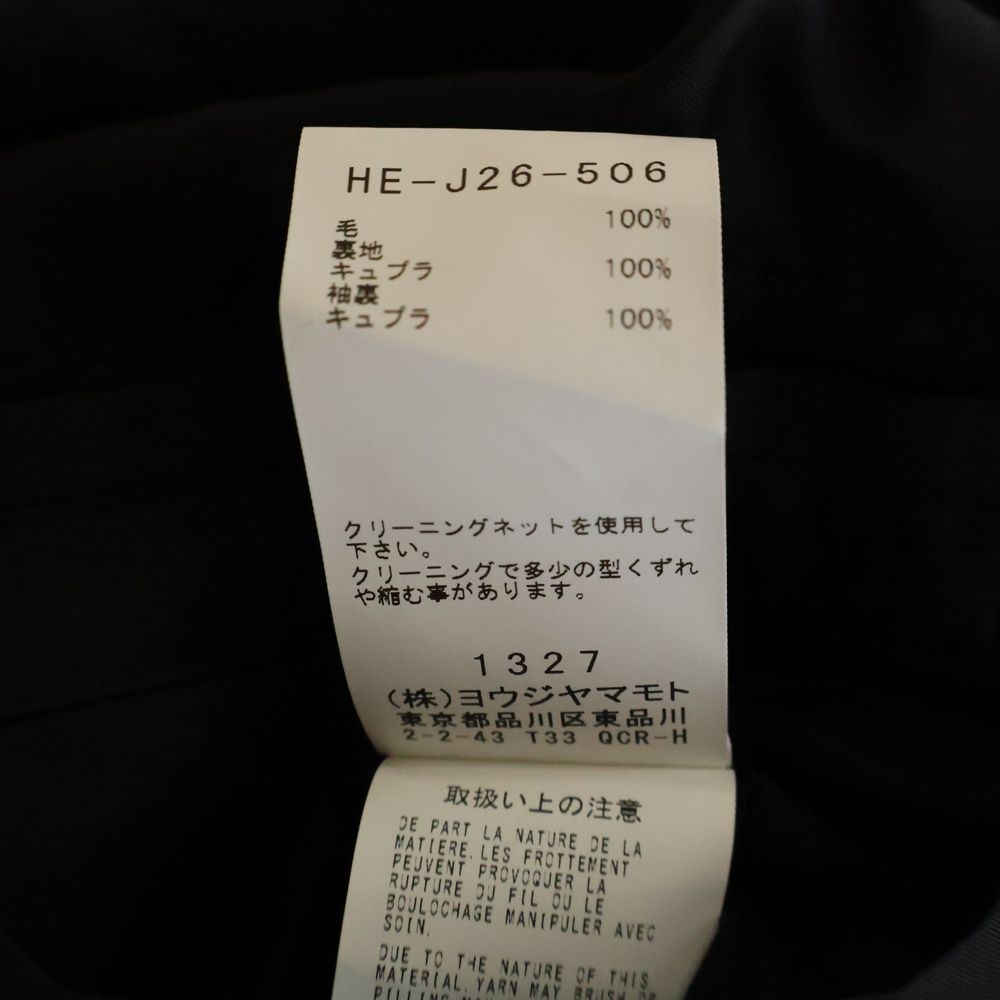 HE-J26-506
毛 100%
裏地
キュプラ 100%
袖裏
キュプラ 100%
クリーニングネットを使用して
下さい。
クリーニングで多少の型くずれ
や縮む事があります。
1327
(株)ヨウジヤマモト
東京都品川区東品川
2-2-43 T33 QCR-H
取扱い上の注意
DE PART LA NATURE DE LA
MATIERE.LES FROTTEMENT
PEUVENT PROVOQUER LA
RUPTURE DU FIL OU LE
BOULOCHAGE MANIPULER AVEC
SOIN.
DUE TO THE NATURE OF THIS
MATERIAL.YARN MAY BRUSH OR
PILLING